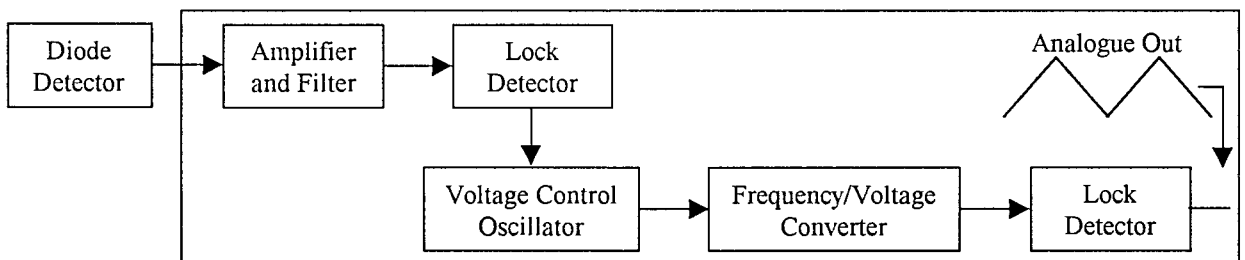 Diode
Detector
Amplifier
and Filter
Lock
Detector
Analogue Out
Voltage Control
Oscillator
Frequency/Voltage
Converter
Lock
Detector